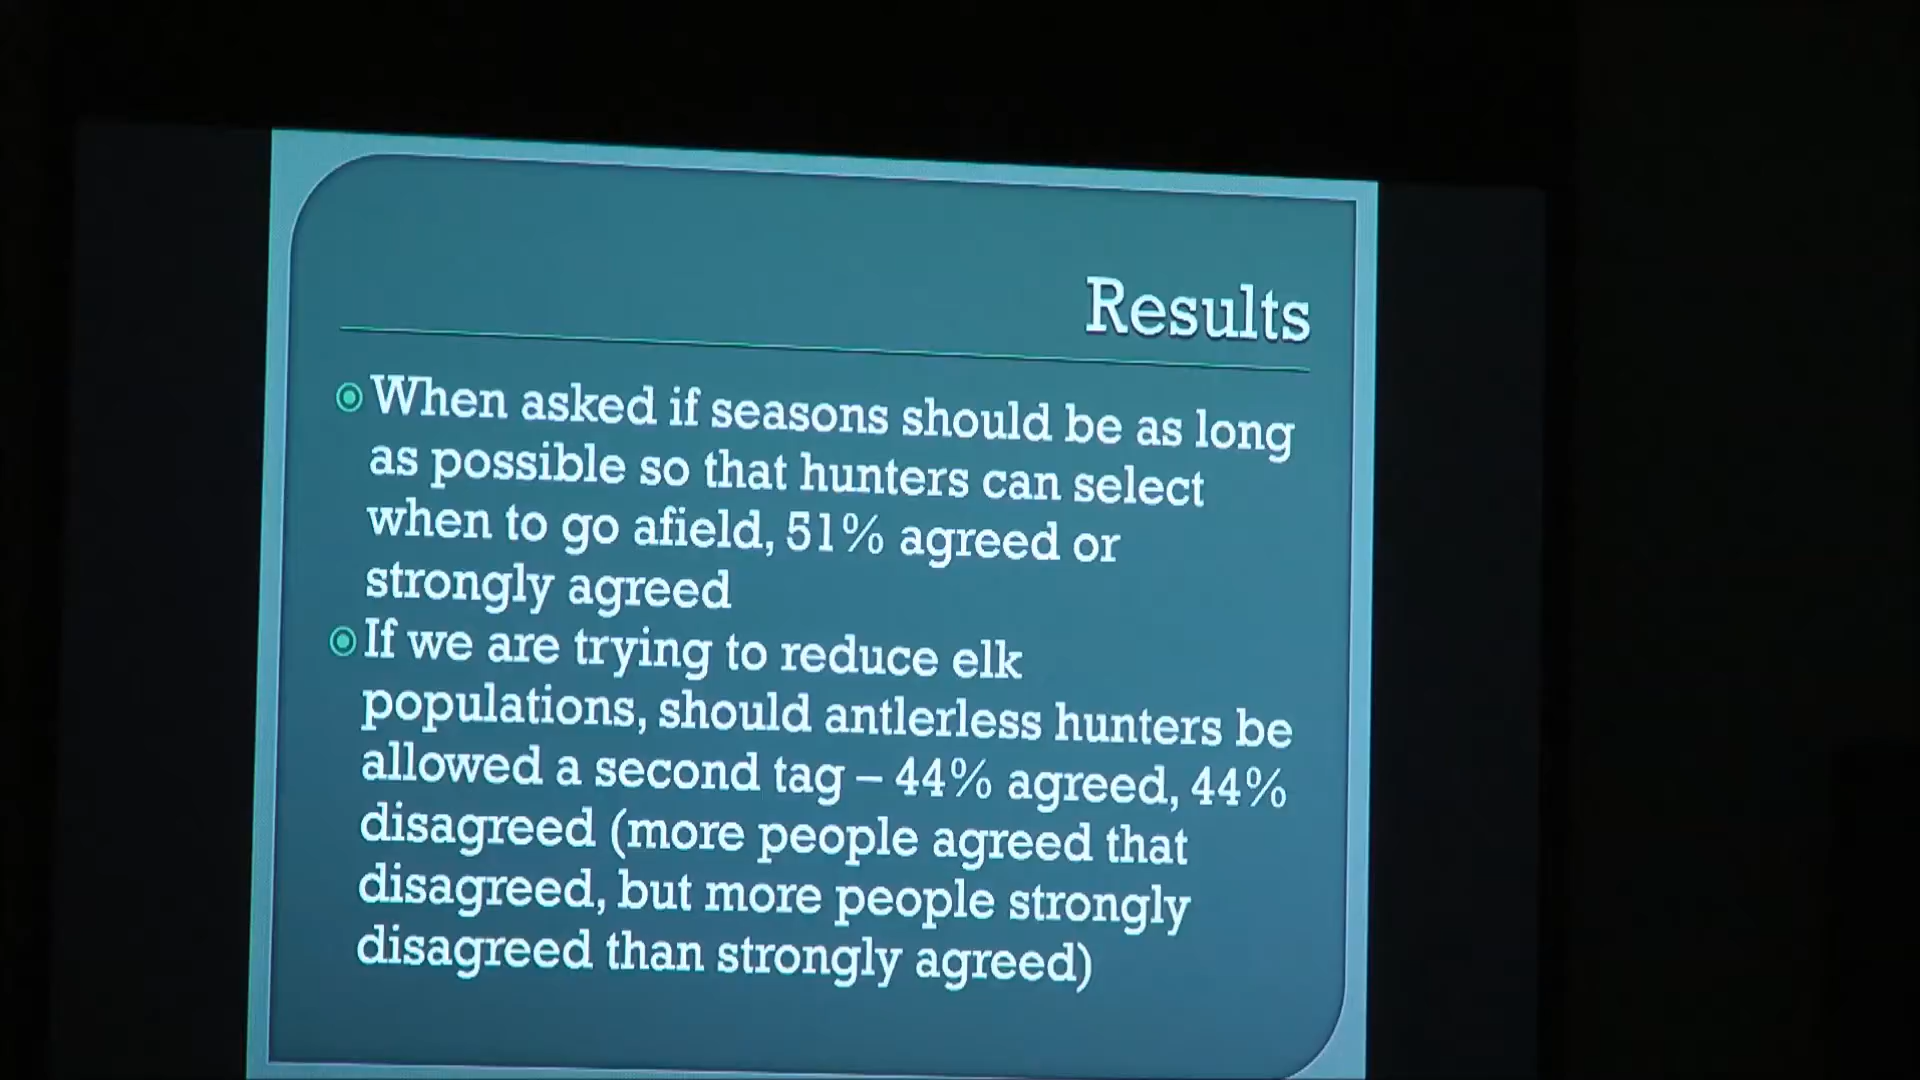 Results
When asked if seasons should be as long
as possible so that hunters can select
when to go afield, 51% agreed or
strongly agreed
If we are trying to reduce elk
populations, should antlerless hunters be
allowed a second tag – 44% agreed, 44%
disagreed (more people agreed that
disagreed, but more people strongly
disagreed than strongly agreed)